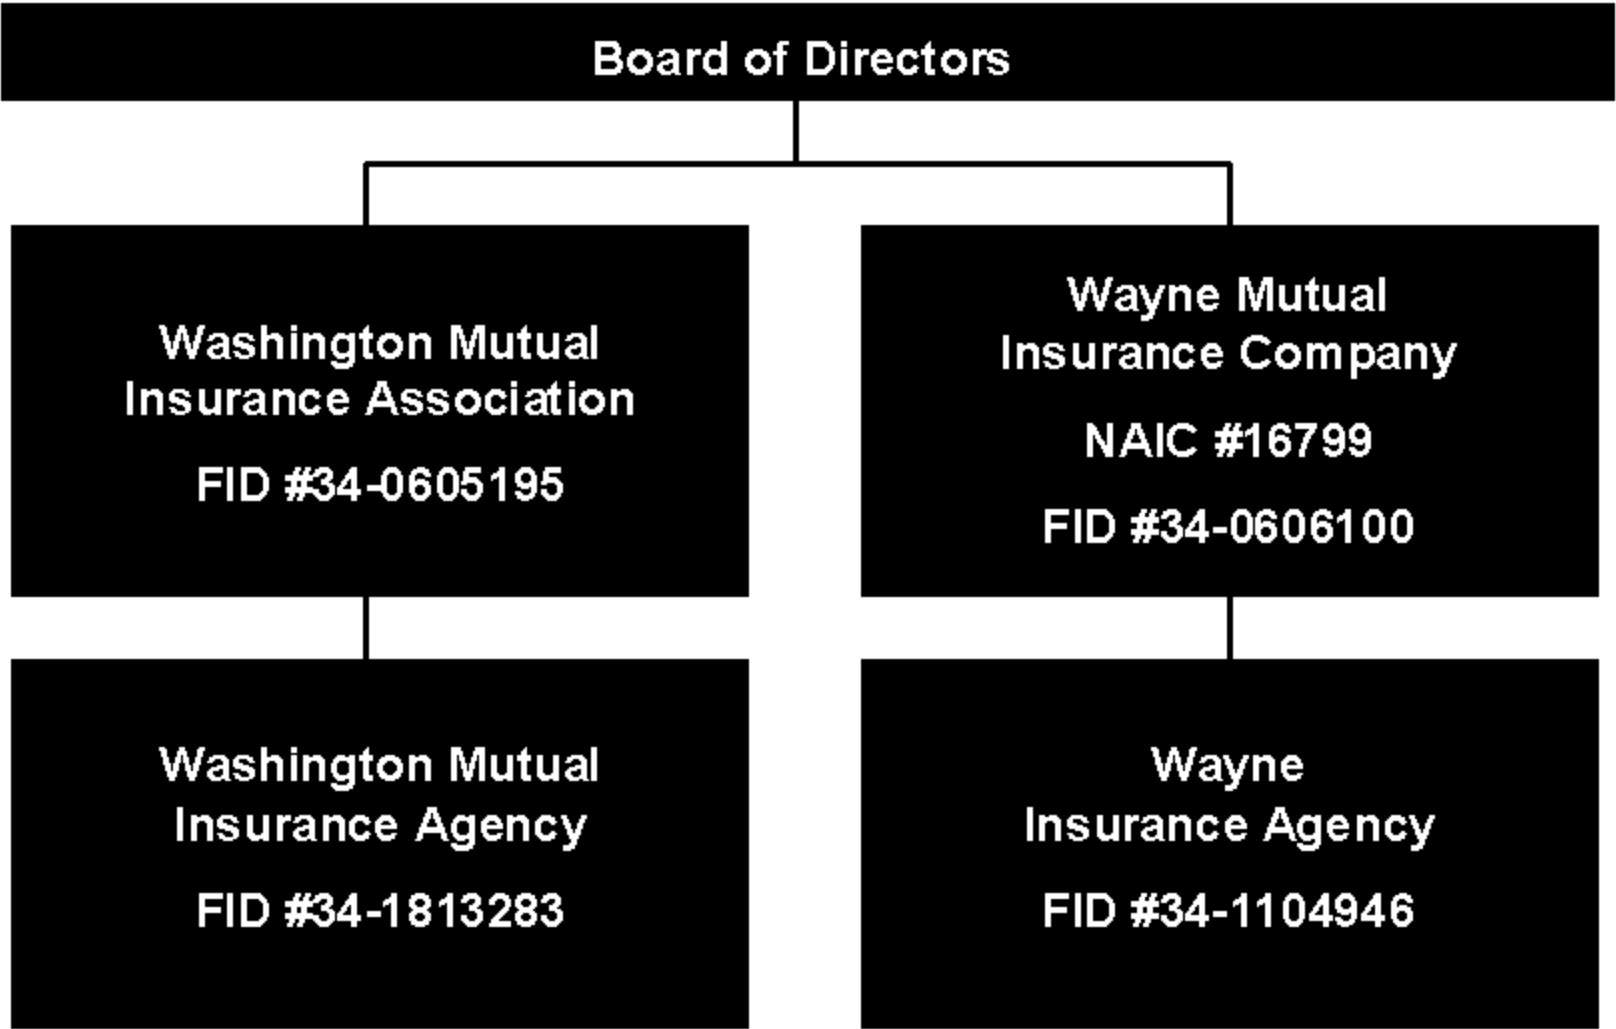 Board of Directors
Washington Mutual
Insurance Association
FID #34-0605195
Wayne Mutual
Insurance Company
NAIC #16799
FID #34-0606100
Washington Mutual
Insurance Agency
FID #34-1813283
Wayne
Insurance Agency
FID #34-1104946